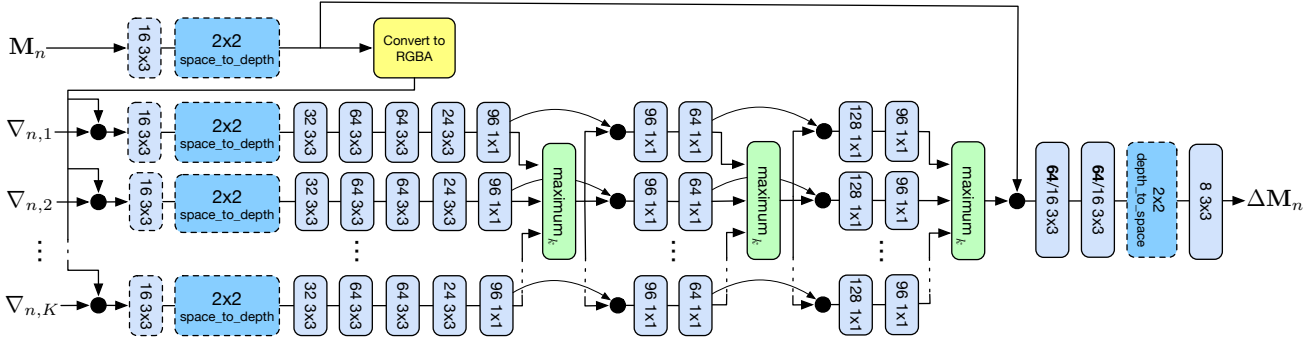 M_n
16 3x3
2x2
space_to_depth
Convert to
RGBA
∇_{n,1}
16 3x3
2x2
space_to_depth
32 3x3
64 3x3
64 3x3
24 3x3
96 1x1
96 1x1
64 1x1
128 1x1
96 1x1
∇_{n,2}
16 3x3
2x2
space_to_depth
32 3x3
64 3x3
64 3x3
24 3x3
96 1x1
maximum_k
96 1x1
64 1x1
maximum_k
128 1x1
96 1x1
maximum_k
64/16 3x3
64/16 3x3
2x2
depth_to_space
8 3x3
ΔM_n
⋮
⋮
⋮
⋮
∇_{n,K}
16 3x3
2x2
space_to_depth
32 3x3
64 3x3
64 3x3
24 3x3
96 1x1
96 1x1
64 1x1
128 1x1
96 1x1